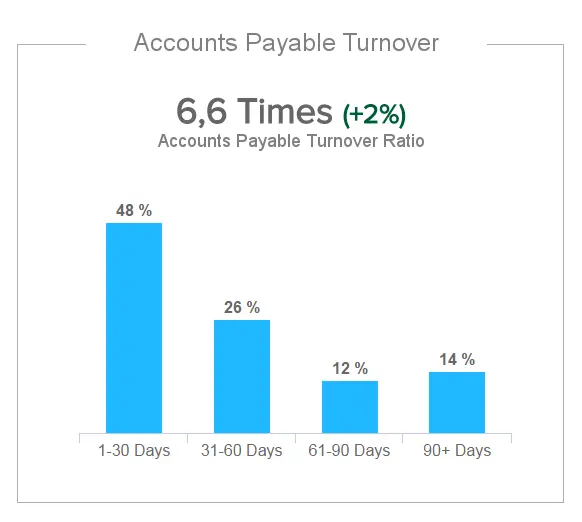 Accounts Payable Turnover
6,6 Times (+2%)
Accounts Payable Turnover Ratio
48 %
26 %
12 %
14 %
1-30 Days
31-60 Days
61-90 Days
90+ Days